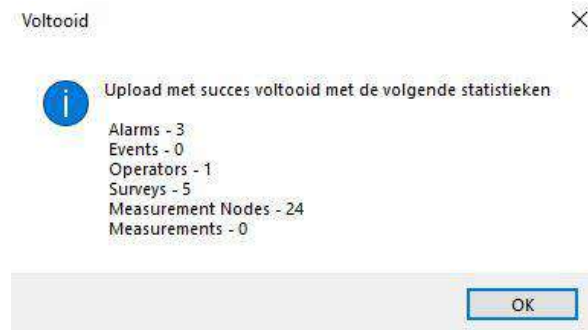 Voltooid
Upload met succes voltooid met de volgende statistieken
Alarms - 3
Events - 0
Operators - 1
Surveys - 5
Measurement Nodes - 24
Measurements - 0
OK